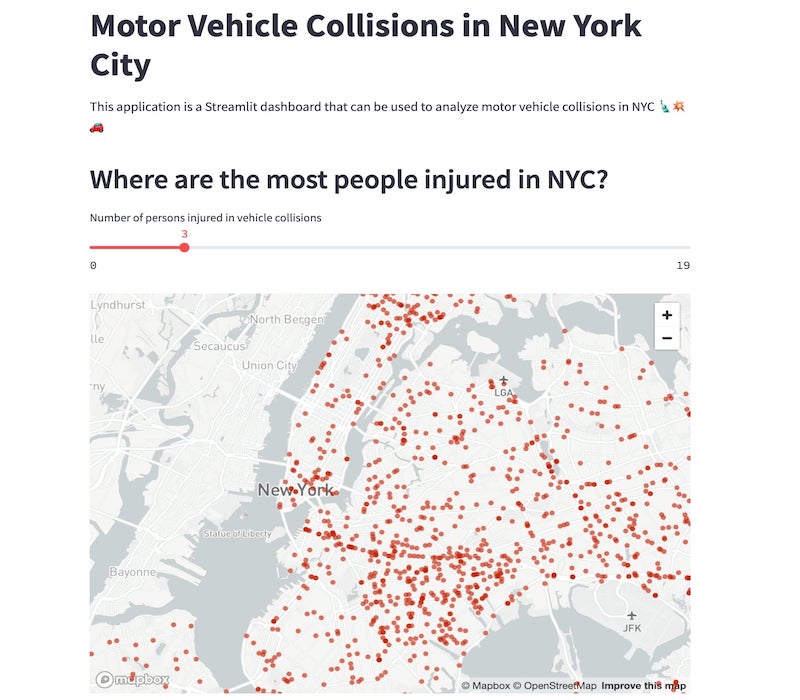 Motor Vehicle Collisions in New York
City
This application is a Streamlit dashboard that can be used to analyze motor vehicle collisions in NYC 🗽💥
🚗
Where are the most people injured in NYC?
Number of persons injured in vehicle collisions
3
0
19
Lyndhurst
North Bergen
lle
Secaucus
Union City
rny
LGA
New York
Statue of Liberty
Bayonne
JFK
+
−
mapbox
© Mapbox © OpenStreetMap Improve this map